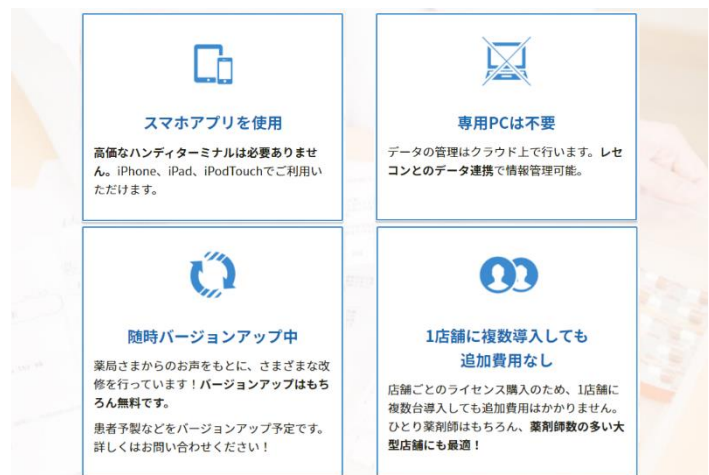 スマホアプリを使用
高価なハンディターミナルは必要ありませ
ん。iPhone、iPad、iPodTouchでご利用い
ただけます。
専用PCは不要
データの管理はクラウド上で行います。レセ
コンとのデータ連携で情報管理可能。
随時バージョンアップ中
薬局さまからのお声をもとに、さまざまな改
修を行っています！バージョンアップはもち
ろん無料です。
患者予製などをバージョンアップ予定です。
詳しくはお問い合わせください！
1店舗に複数導入しても
追加費用なし
店舗ごとのライセンス購入のため、1店舗に
複数台導入しても追加費用はかかりません。
ひとり薬剤師はもちろん、薬剤師数の多い大
型店舗にも最適！